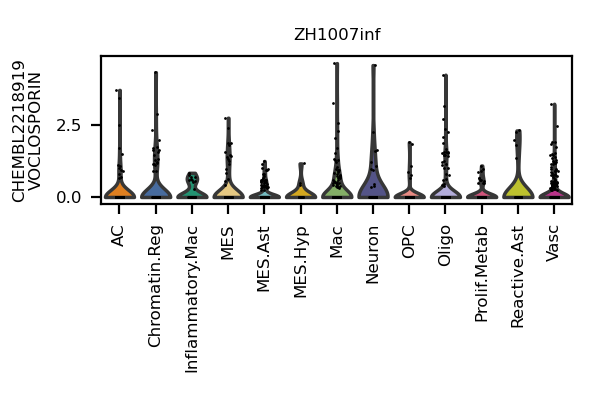 ZH1007inf
CHEMBL2218919
VOCLOSPORIN
2.5
0.0
AC
Chromatin.Reg
Inflammatory.Mac
MES
MES.Ast
MES.Hyp
Mac
Neuron
OPC
Oligo
Prolif.Metab
Reactive.Ast
Vasc